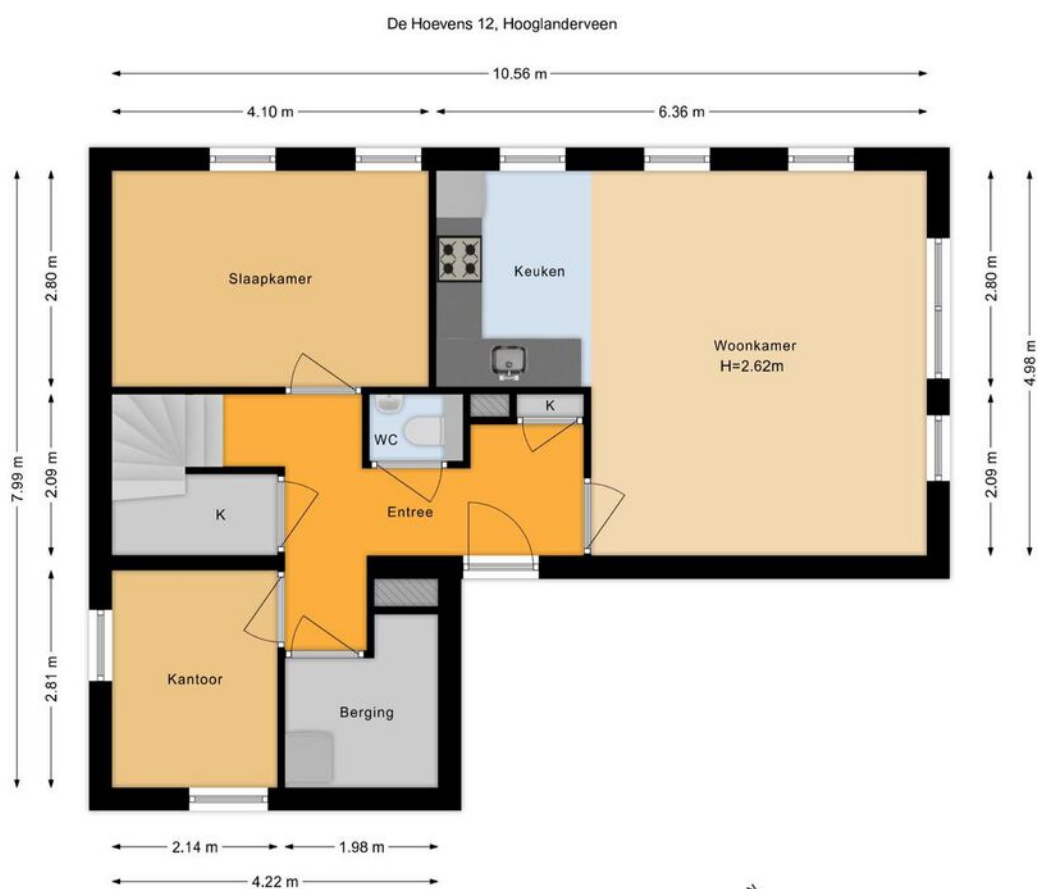 De Hoevens 12, Hooglanderveen
10.56 m
4.10 m
6.36 m
7.99 m
2.80 m
2.09 m
2.81 m
2.80 m
2.09 m
4.98 m
Slaapkamer
Keuken
Woonkamer
H=2.62m
K
WC
K
Entree
Kantoor
Berging
2.14 m
1.98 m
4.22 m